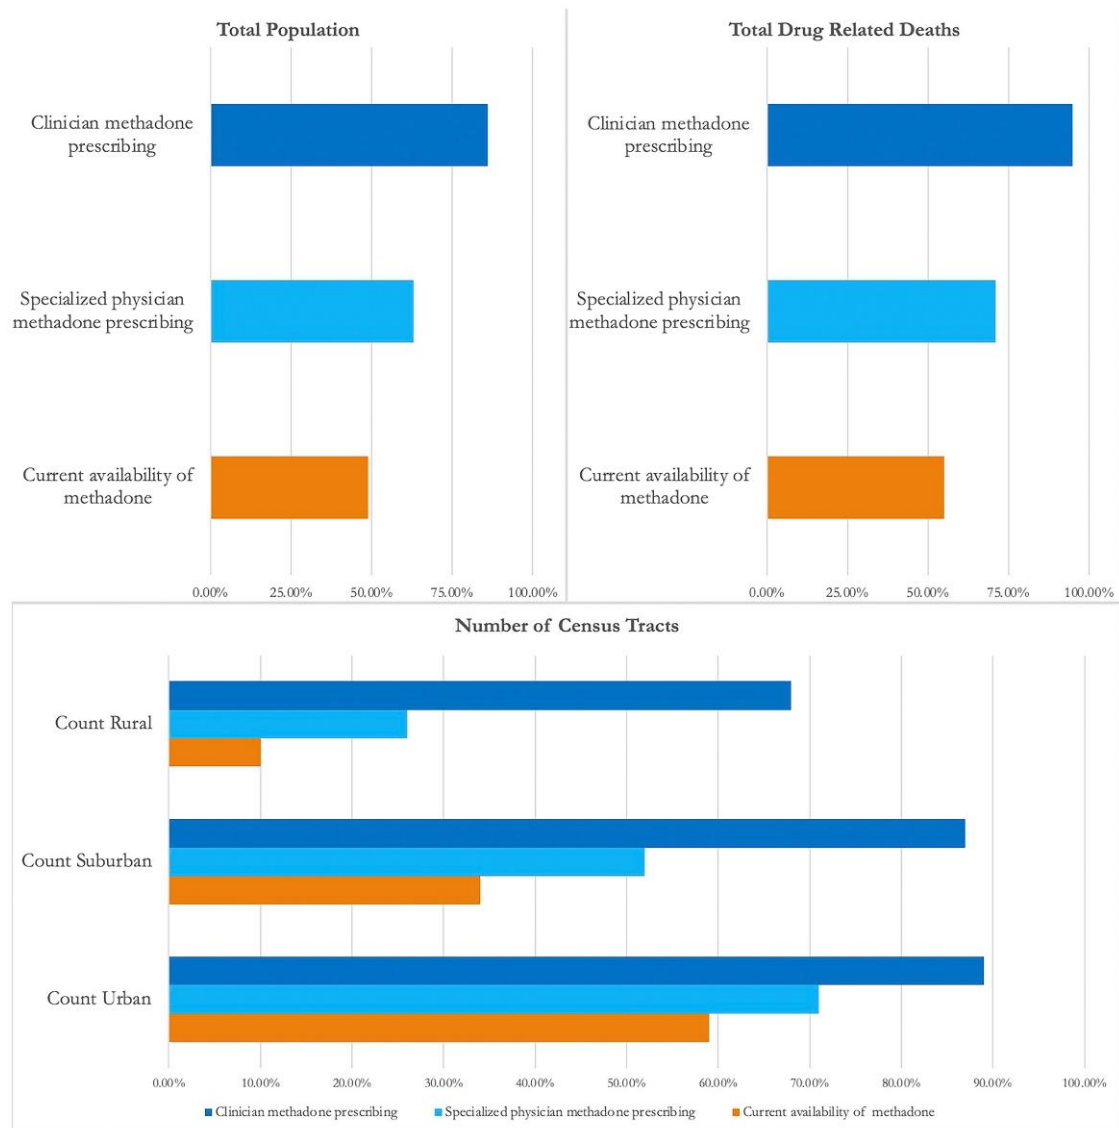 Total Population
Clinician methadone
prescribing
Specialized physician
methadone prescribing
Current availability of
methadone
0.00% 25.00% 50.00% 75.00% 100.00%
Total Drug Related Deaths
Clinician methadone
prescribing
Specialized physician
methadone prescribing
Current availability of
methadone
0.00% 25.00% 50.00% 75.00% 100.00%
Number of Census Tracts
Count Rural
Count Suburban
Count Urban
0.00% 10.00% 20.00% 30.00% 40.00% 50.00% 60.00% 70.00% 80.00% 90.00% 100.00%
Clinician methadone prescribing Specialized physician methadone prescribing Current availability of methadone